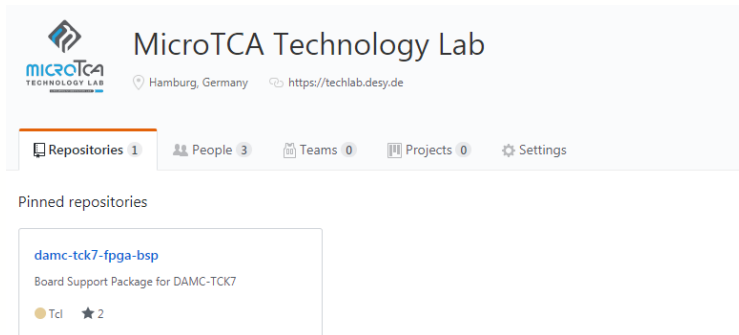 MicroTCA Technology Lab
MICROTCA
TECHNOLOGY LAB
Hamburg, Germany https://techlab.desy.de
Repositories 1 People 3 Teams 0 Projects 0 Settings
Pinned repositories
damc-tck7-fpga-bsp
Board Support Package for DAMC-TCK7
Tcl 2